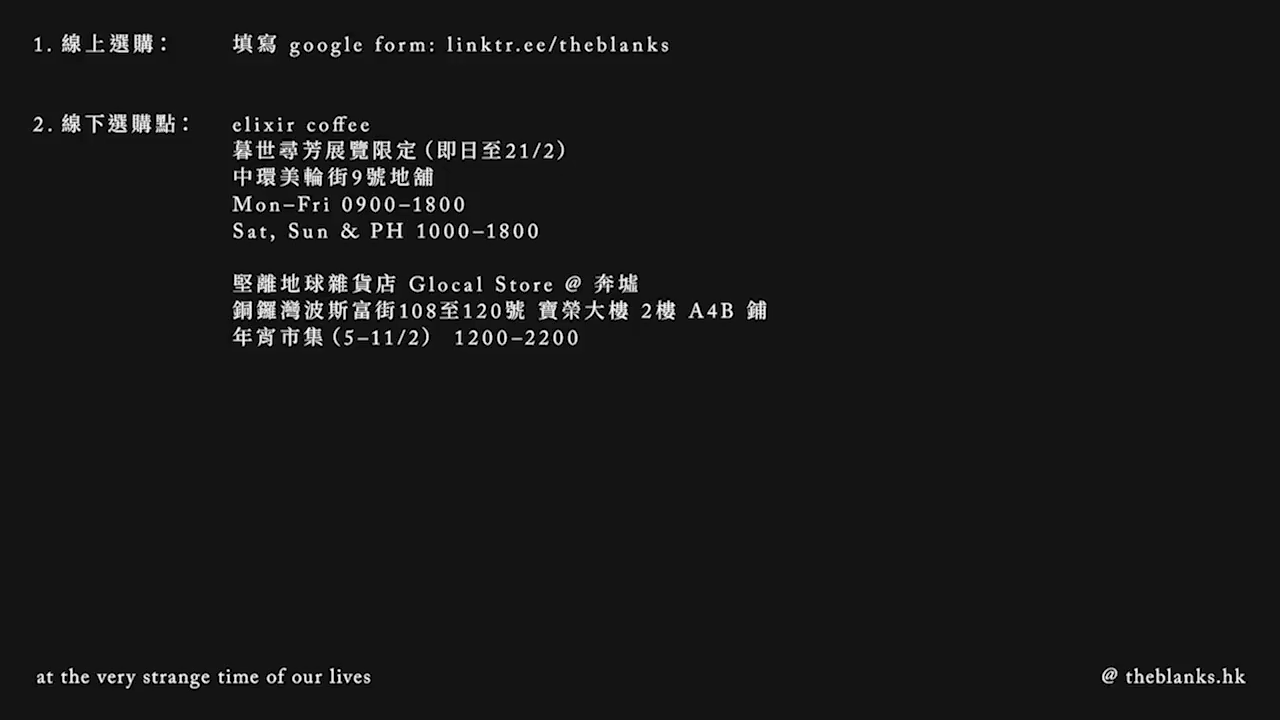 1. 線上選購： 填寫 google form: linktr.ee/theblanks
2. 線下選購點： elixir coffee
暮世尋芳展覽限定（即日至21/2）
中環美輪街9號地舖
Mon–Fri 0900–1800
Sat, Sun & PH 1000–1800
堅離地球雜貨店 Glocal Store @ 奔墟
銅鑼灣波斯富街108至120號 寶榮大樓 2樓 A4B 鋪
年宵市集（5–11/2） 1200–2200
at the very strange time of our lives
@ theblanks.hk